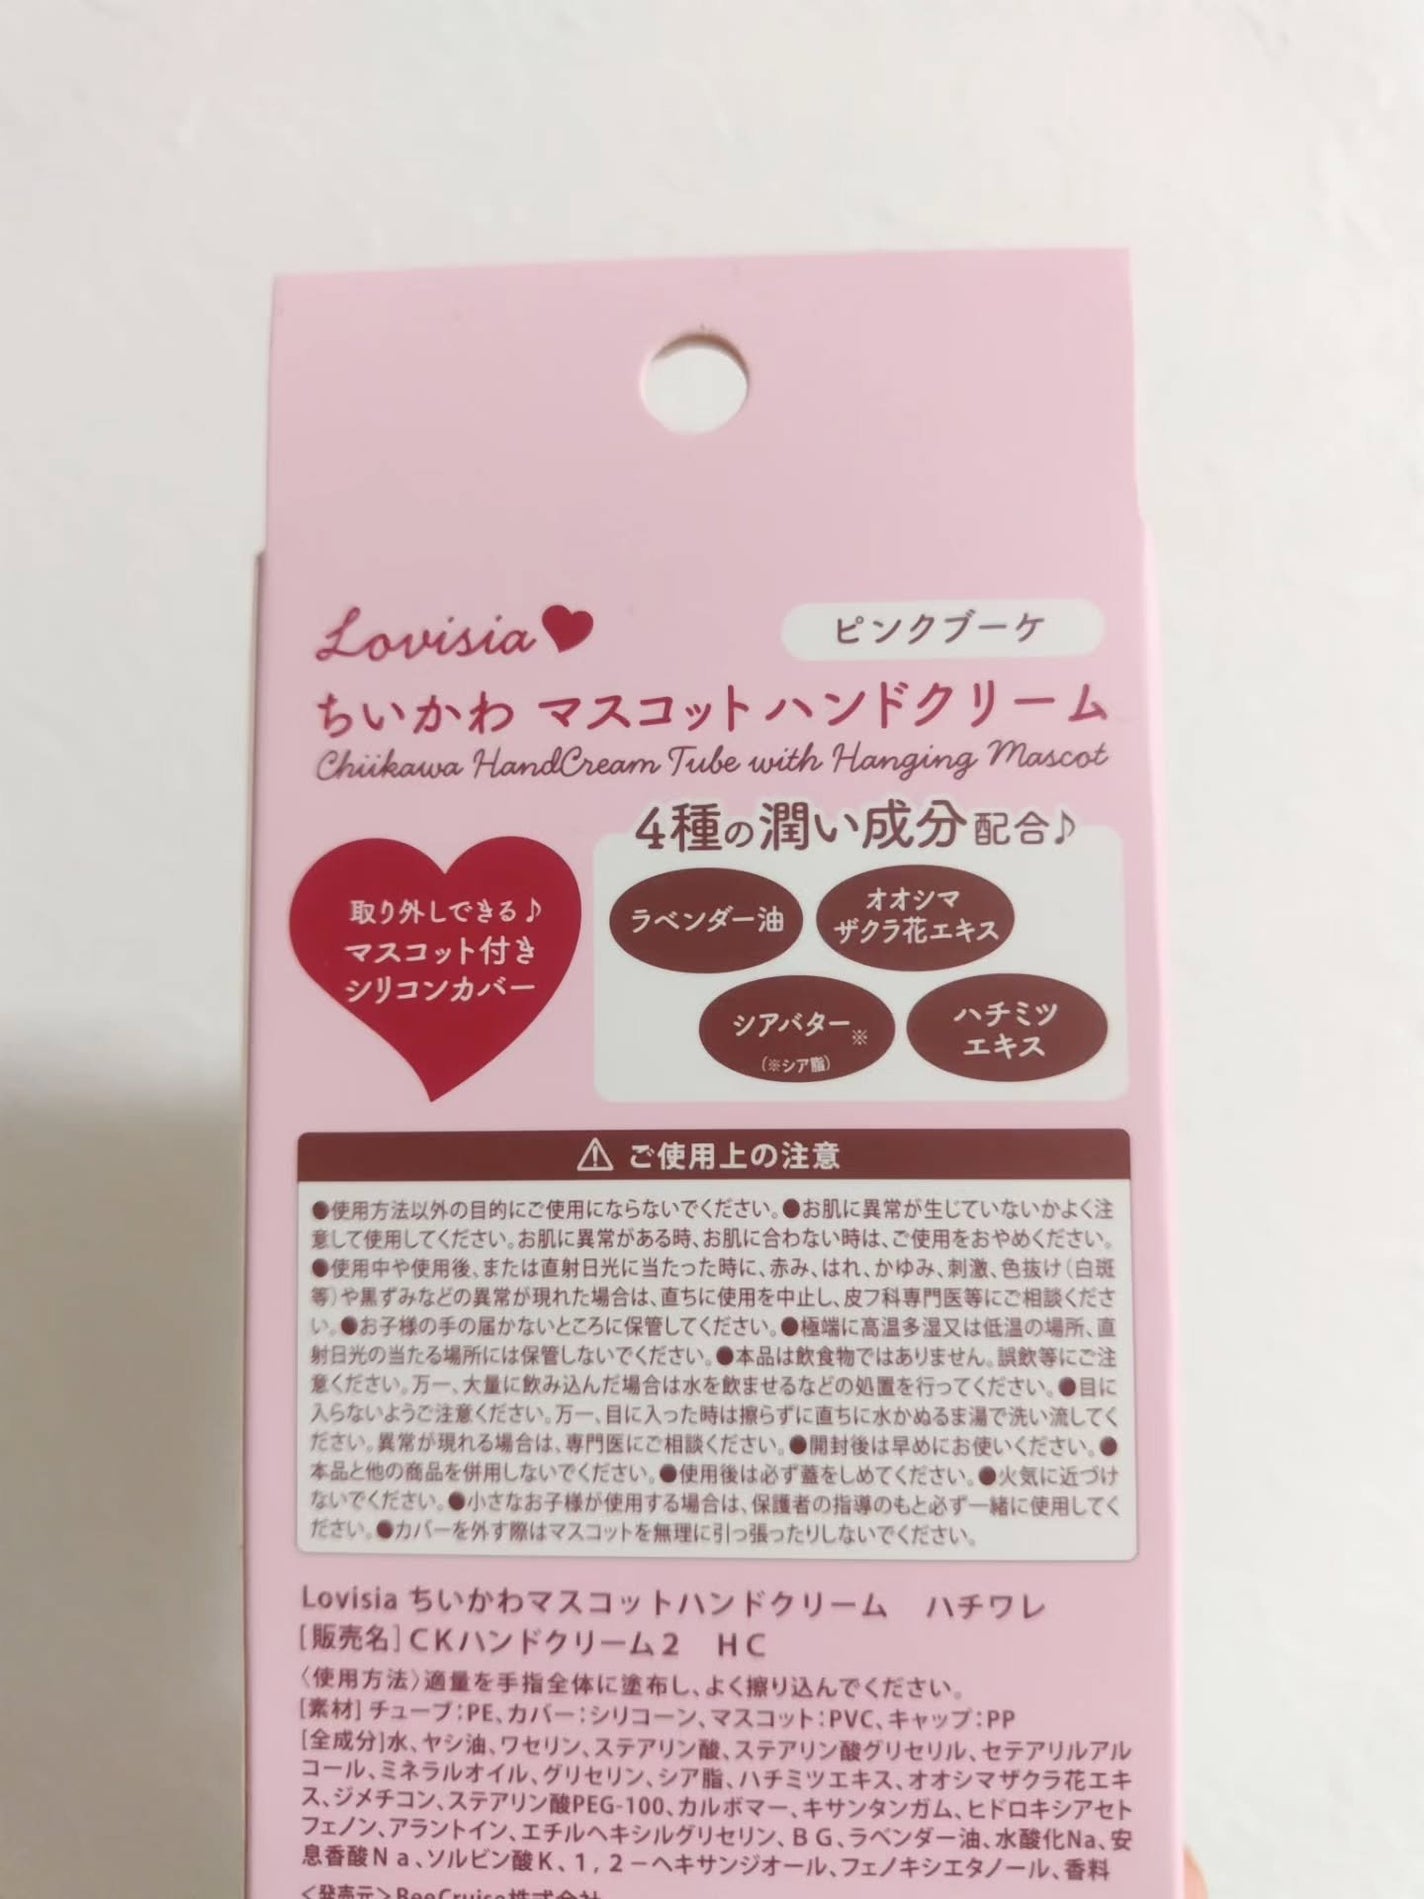 Lovisia
ピンクブーケ
ちいかわ マスコットハンドクリーム
Chiikawa HandCream Tube with Hanging Mascot
4種の潤い成分配合♪
取り外しできる♪
マスコット付き
シリコンカバー
ラベンダー油
オオシマ
ザクラ花エキス
シアバター※
(※シア脂)
ハチミツ
エキス
⚠ ご使用上の注意
●使用方法以外の目的にご使用にならないでください。●お肌に異常が生じていないかよく注
意して使用してください。お肌に異常がある時、お肌に合わない時は、ご使用をおやめください。
●使用中や使用後、または直射日光に当たった時に、赤み、はれ、かゆみ、刺激、色抜け(白斑
等)や黒ずみなどの異常が現れた場合は、直ちに使用を中止し、皮フ科専門医等にご相談くださ
い。●お子様の手の届かないところに保管してください。●極端に高温多湿又は低温の場所、直
射日光の当たる場所には保管しないでください。●本品は飲食物ではありません。誤飲等にご注
意ください。万一、大量に飲み込んだ場合は水を飲ませるなどの処置を行ってください。●目に
入らないようご注意ください。万一、目に入った時は擦らずに直ちに水かぬるま湯で洗い流してく
ださい。異常が現れる場合は、専門医にご相談ください。●開封後は早めにお使いください。●
本品と他の商品を併用しないでください。●使用後は必ず蓋をしめてください。●火気に近づけ
ないでください。●小さなお子様が使用する場合は、保護者の指導のもと必ず一緒に使用してく
ださい。●カバーを外す際はマスコットを無理に引っ張ったりしないでください。
Lovisia ちいかわマスコットハンドクリーム　ハチワレ
[販売名]CKハンドクリーム2　HC
〈使用方法〉適量を手指全体に塗布し、よく擦り込んでください。
[素材] チューブ:PE、カバー:シリコーン、マスコット:PVC、キャップ:PP
[全成分]水、ヤシ油、ワセリン、ステアリン酸、ステアリン酸グリセリル、セテアリルアル
コール、ミネラルオイル、グリセリン、シア脂、ハチミツエキス、オオシマザクラ花エキ
ス、ジメチコン、ステアリン酸PEG-100、カルボマー、キサンタンガム、ヒドロキシアセト
フェノン、アラントイン、エチルヘキシルグリセリン、BG、ラベンダー油、水酸化Na、安
息香酸Na、ソルビン酸K、1,2－ヘキサンジオール、フェノキシエタノール、香料
<発売元>BeeCruise株式会社